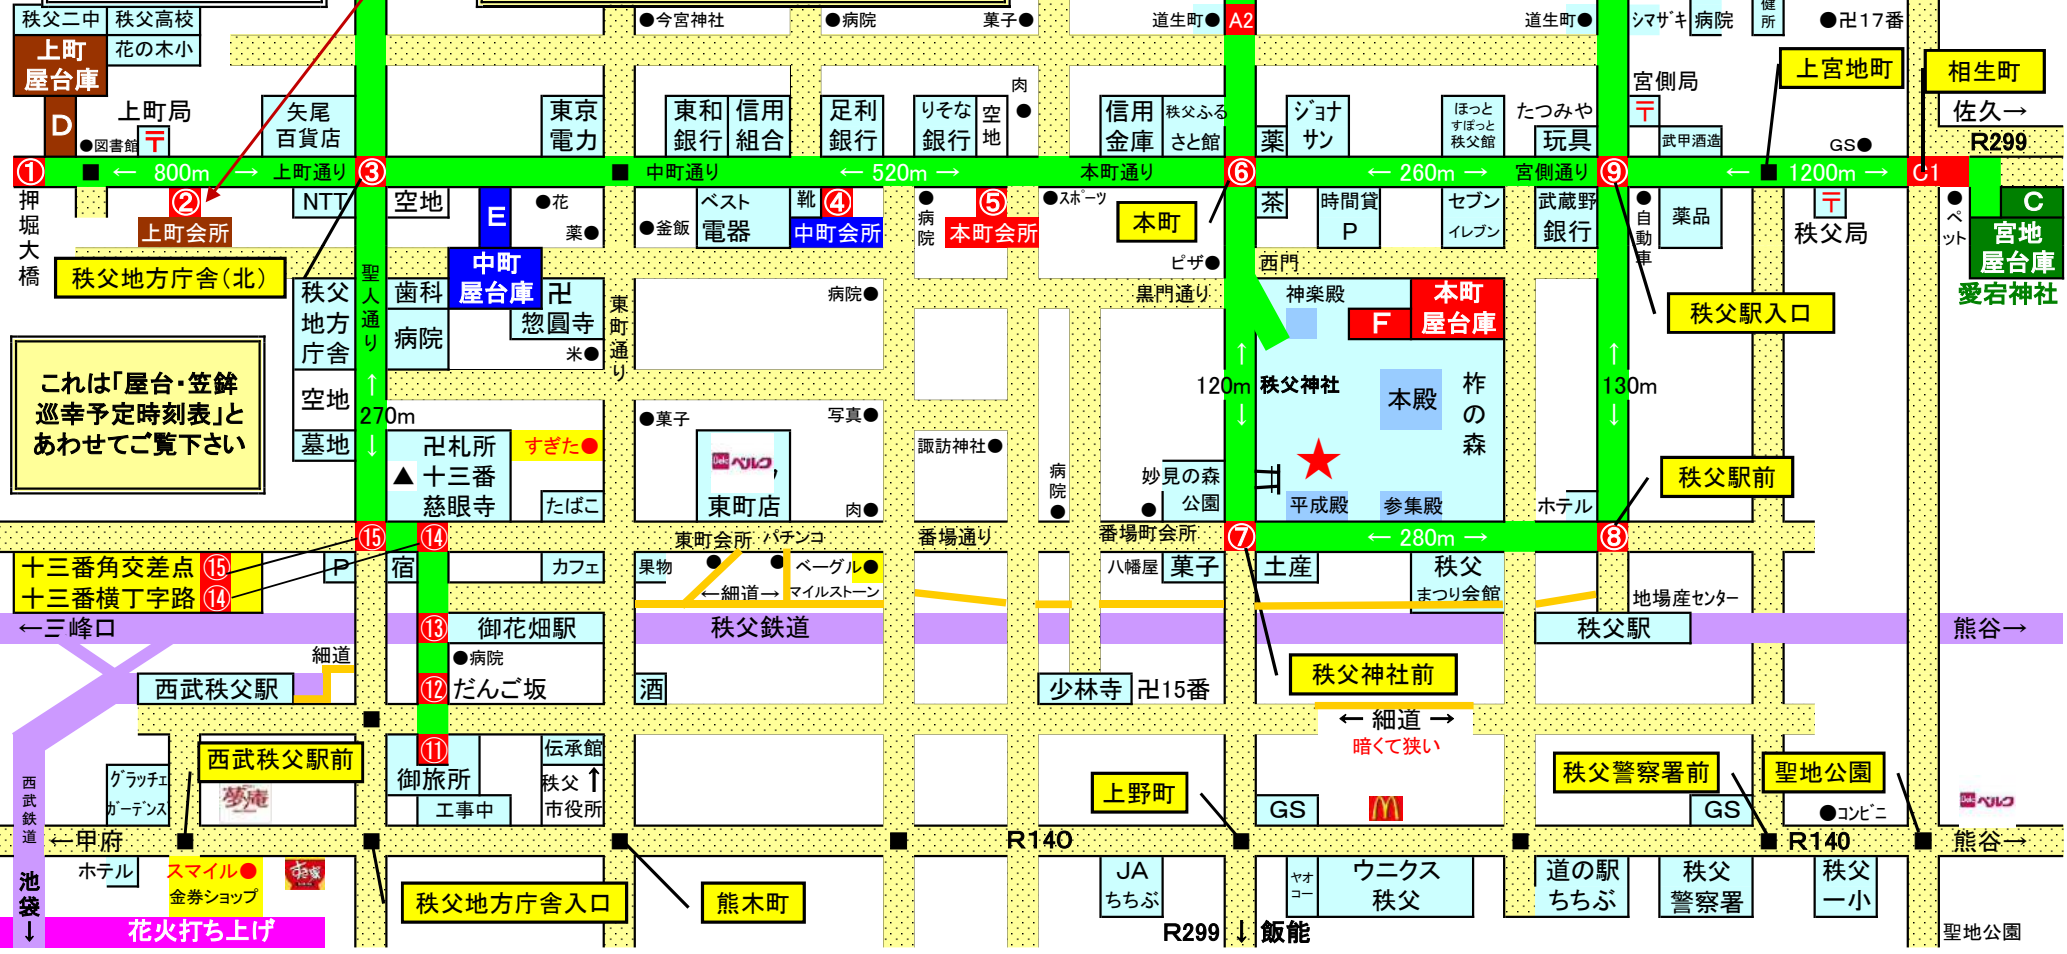 秩父二中 秩父高校
●今宮神社
●病院
菓子●
道生町●
A2
道生町●
シマザキ
病院
健所
●卍17番
上町
屋台庫
花の木小
D
上町局
〒
●図書館
矢尾
百貨店
東京
電力
東和
銀行
信用
組合
足利
銀行
りそな
銀行
空地
肉
●
信用
金庫
秩父ふる
さと館
薬
ジョナ
サン
ほっと
すぽっと
秩父館
たつみや
玩具
宮側局
〒
武甲酒造
上宮地町
相生町
佐久→
R299
GS●
①
■
← 800m →
上町通り
③
■
中町通り
← 520m →
本町通り
⑥
← 260m →
宮側通り
⑨
← ■ 1200m →
C1
押堀大橋
②
上町会所
NTT
空地
E
●花
薬●
●釜飯
ベスト
電器
靴
④
中町会所
●病院
⑤
本町会所
●スポーツ
本町
茶
時間貸
P
セブン
イレブン
武蔵野
銀行
●自動車
薬品
〒
秩父局
●ペット
C
宮地
屋台庫
愛宕神社
秩父地方庁舎(北)
中町
屋台庫
ピザ●
西門
秩父
地方
庁舎
聖人通り
歯科
卍
惣圓寺
病院
米●
東町通り
病院●
黒門通り
神楽殿
F
本町
屋台庫
秩父駅入口
これは「屋台・笠鉾
巡幸予定時刻表」と
あわせてご覧下さい
空地
墓地
↑
270m
↓
↑
120m
↓
秩父神社
本殿
柞の森
↑
130m
↓
●菓子
写真●
卍札所
▲ 十三番
慈眼寺
すぎた●
たばこ
ベルク
東町店
肉●
諏訪神社●
病院●
妙見の森
● 公園
★
平成殿
参集殿
ホテル
秩父駅前
⑮
⑭
東町会所
パチンコ
番場通り
番場町会所
⑦
← 280m →
⑧
十三番角交差点 ⑮
十三番横丁字路 ⑭
P
宿
カフェ
果物
●
●
ベーグル●
←細道→
マイルストーン
八幡屋
菓子
土産
秩父
まつり会館
地場産センター
←三峰口
⑬
御花畑駅
秩父鉄道
秩父駅
熊谷→
細道
●病院
西武秩父駅
⑫
だんご坂
酒
少林寺
卍15番
秩父神社前
■
← 細道 →
暗くて狭い
西武秩父駅前
⑪
御旅所
工事中
伝承館
秩父
市役所
↑
グラッチェ
ガーデンズ
夢庵
上野町
GS
秩父警察署前
GS
聖地公園
●コンビニ
ベルク
西武鉄道
←甲府
■
■
■
■
R140
■
■
■
R140
■
熊谷→
ホテル
スマイル●
金券ショップ
すき家
秩父地方庁舎入口
熊木町
JA
ちちぶ
ヤオコー
ウニクス
秩父
道の駅
ちちぶ
秩父
警察署
秩父
一小
池袋↓
花火打ち上げ
R299 ↓ 飯能
聖地公園